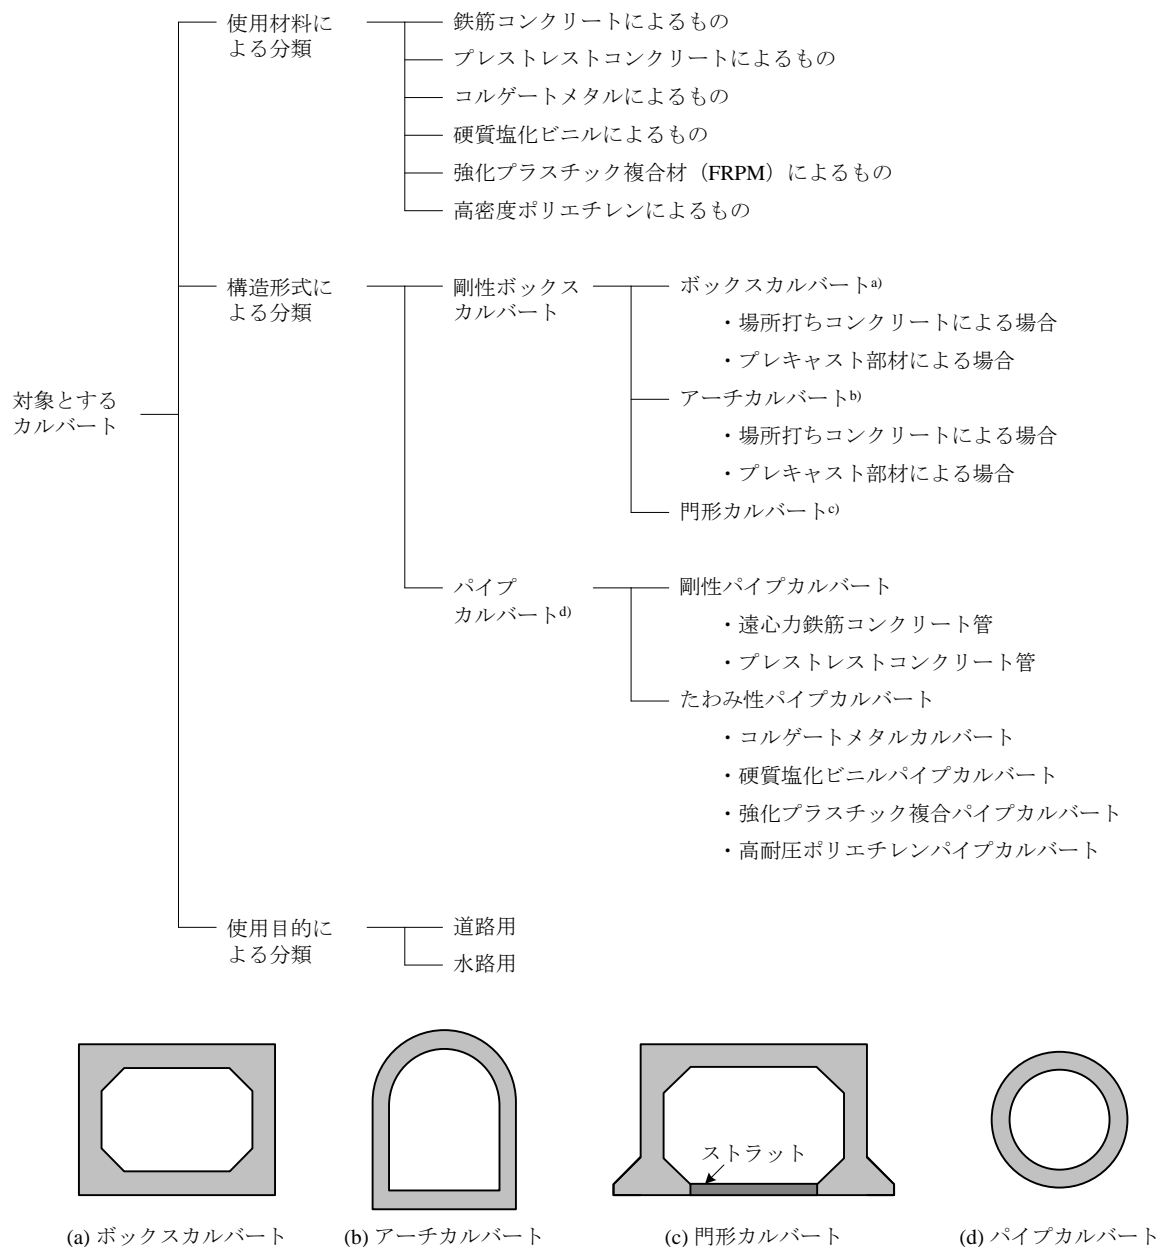 使用材料に
よる分類
鉄筋コンクリートによるもの
プレストレストコンクリートによるもの
コルゲートメタルによるもの
硬質塩化ビニルによるもの
強化プラスチック複合材（FRPM）によるもの
高密度ポリエチレンによるもの
対象とする
カルバート
構造形式に
よる分類
剛性ボックス
カルバート
ボックスカルバートa)
・場所打ちコンクリートによる場合
・プレキャスト部材による場合
アーチカルバートb)
・場所打ちコンクリートによる場合
・プレキャスト部材による場合
門形カルバートc)
パイプ
カルバートd)
剛性パイプカルバート
・遠心力鉄筋コンクリート管
・プレストレストコンクリート管
たわみ性パイプカルバート
・コルゲートメタルカルバート
・硬質塩化ビニルパイプカルバート
・強化プラスチック複合パイプカルバート
・高耐圧ポリエチレンパイプカルバート
使用目的に
よる分類
道路用
水路用
ストラット
(a) ボックスカルバート
(b) アーチカルバート
(c) 門形カルバート
(d) パイプカルバート